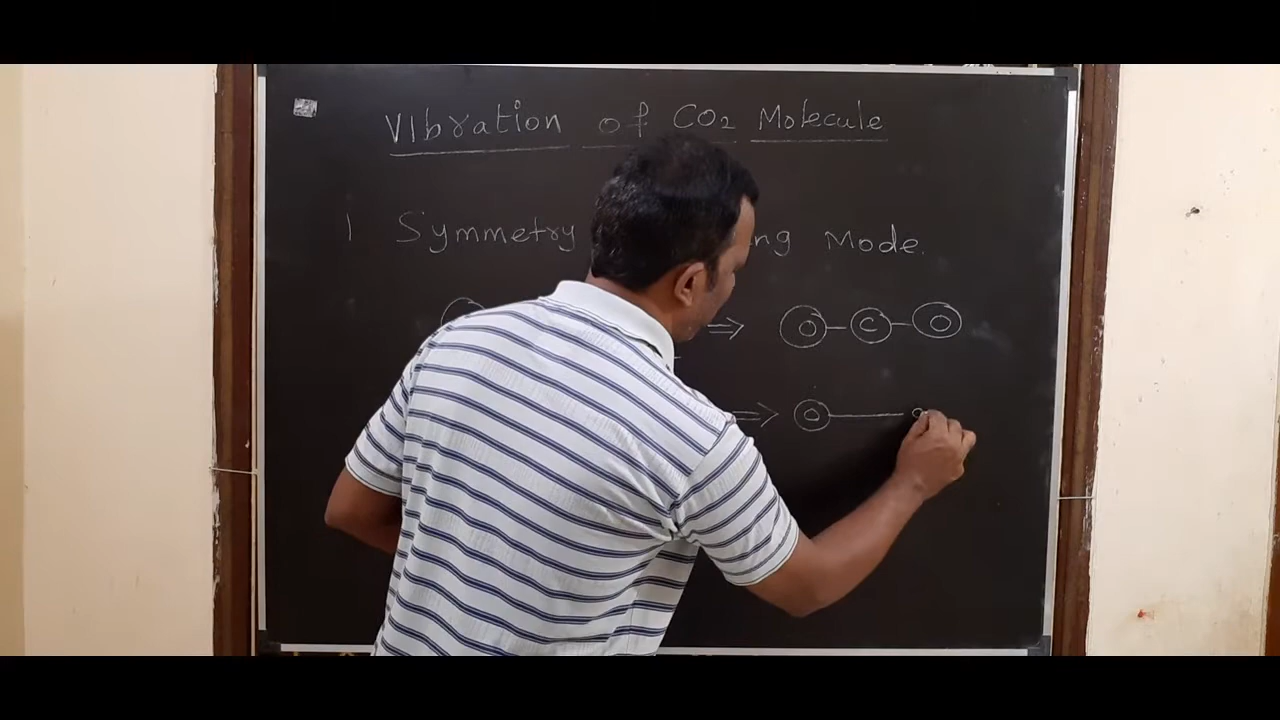 VIbration of CO2 Molecule
1 Symmetry ng Mode.
⇒ O - C - O
⇒ O —